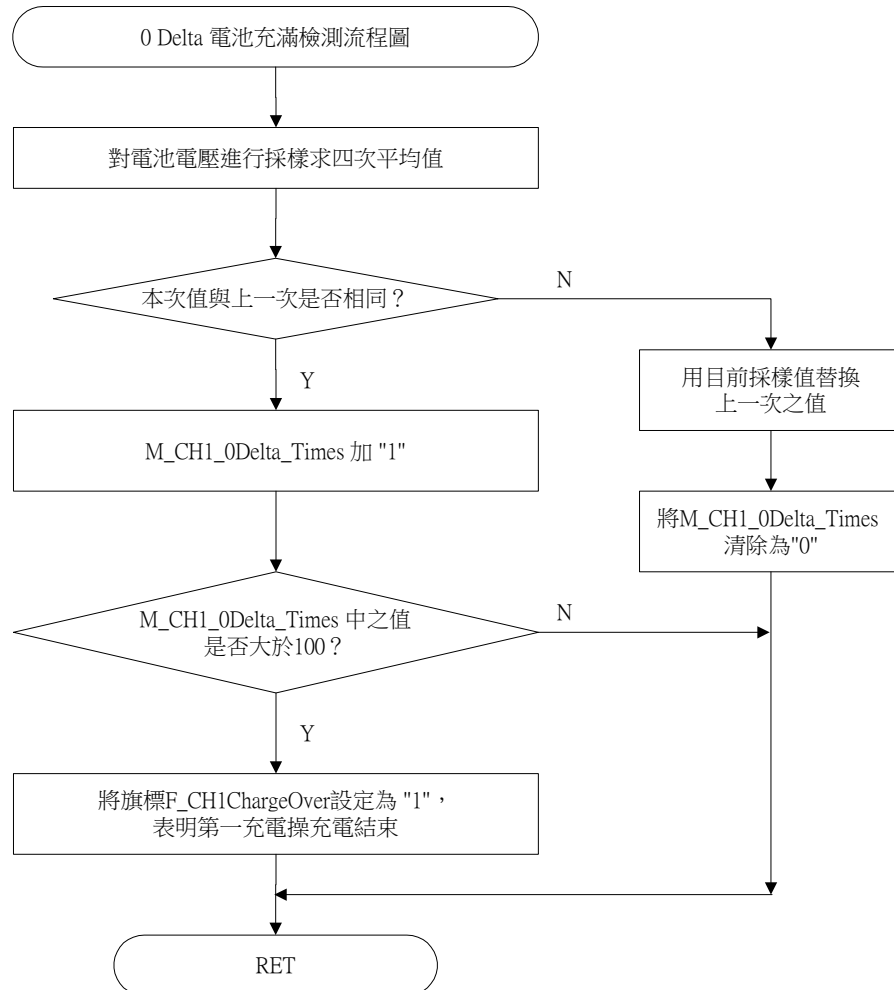 0 Delta 電池充滿檢測流程圖
對電池電壓進行採樣求四次平均值
本次值與上一次是否相同？
N
Y
用目前採樣值替換
上一次之值
M_CH1_0Delta_Times 加 "1"
將M_CH1_0Delta_Times
清除為"0"
M_CH1_0Delta_Times 中之值
是否大於100？
N
Y
將旗標F_CH1ChargeOver設定為 "1"，
表明第一充電操充電結束
RET